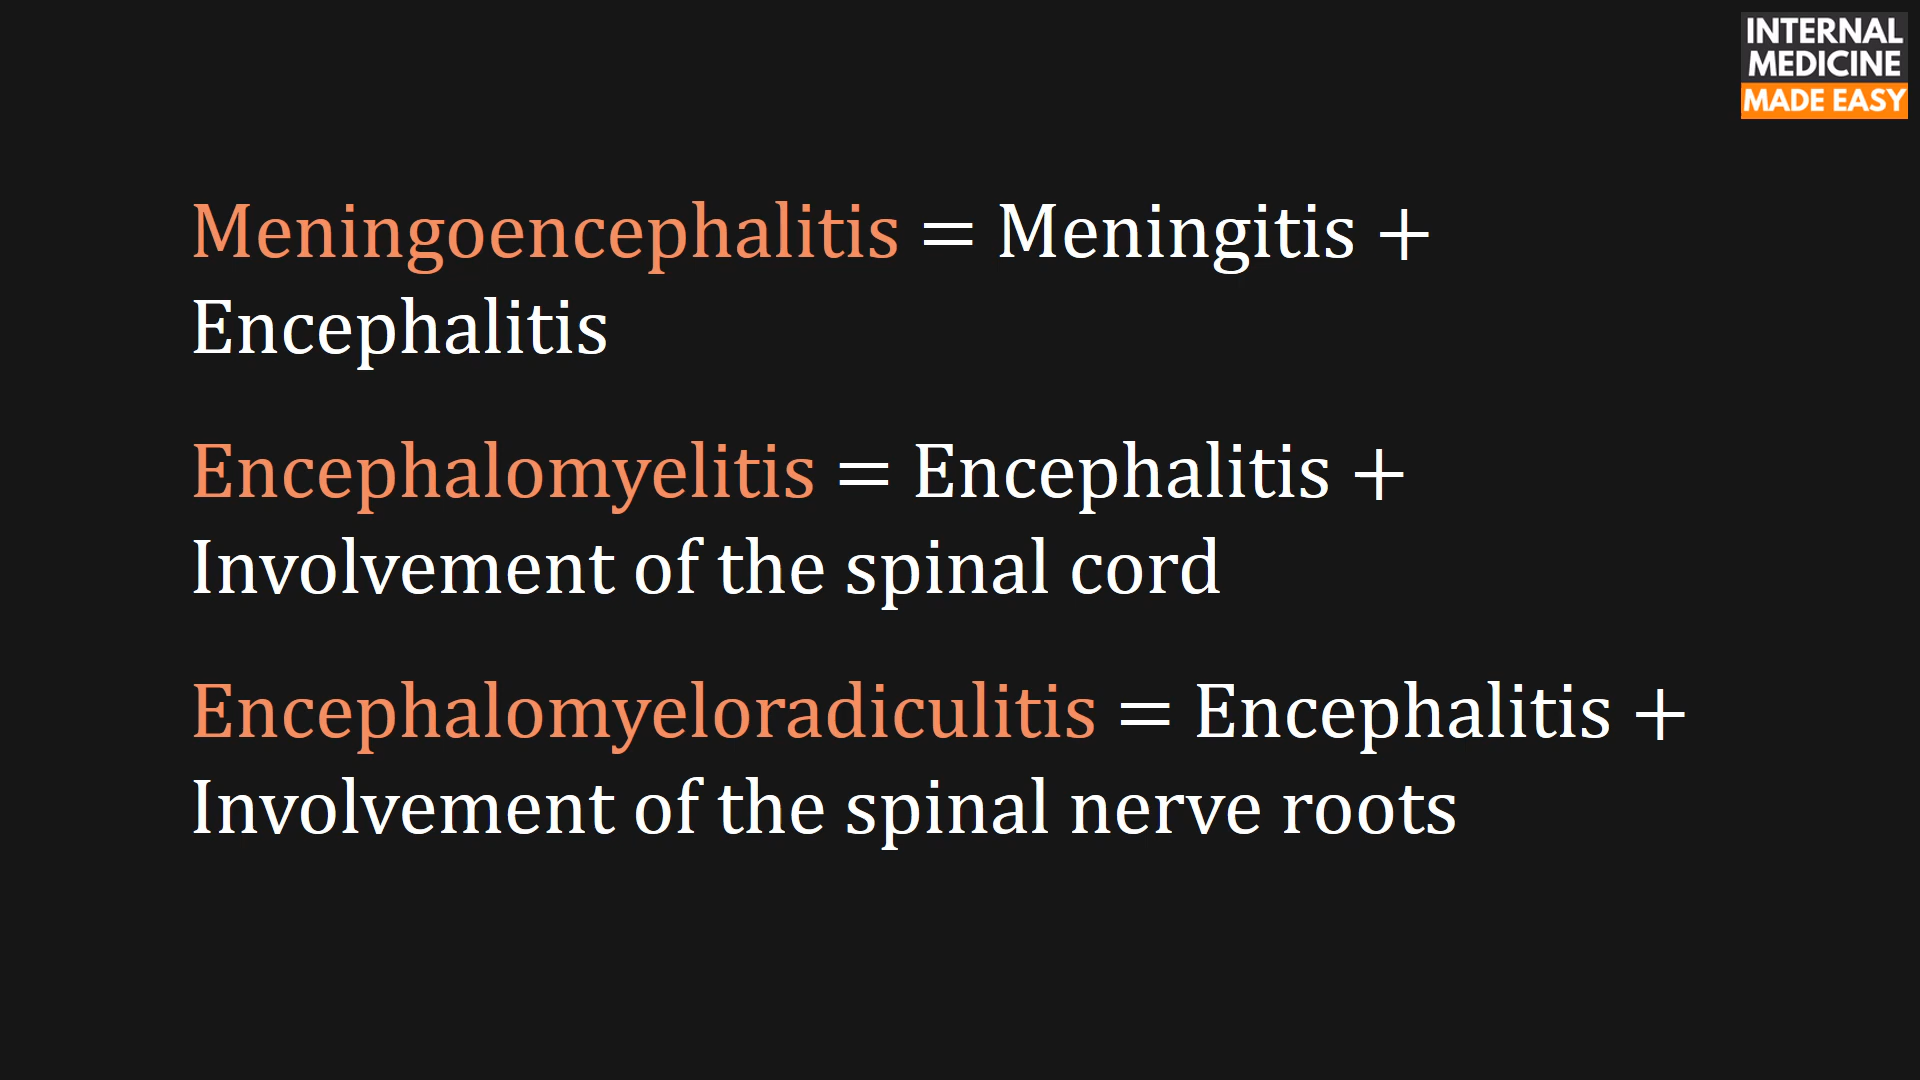 INTERNAL
MEDICINE
MADE EASY
Meningoencephalitis = Meningitis +
Encephalitis
Encephalomyelitis = Encephalitis +
Involvement of the spinal cord
Encephalomyeloradiculitis = Encephalitis +
Involvement of the spinal nerve roots